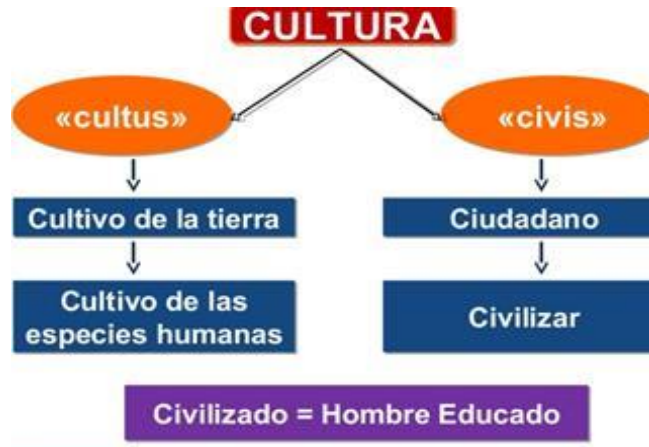 CULTURA
«cultus»
«civis»
Cultivo de la tierra
Ciudadano
Cultivo de las
especies humanas
Civilizar
Civilizado = Hombre Educado